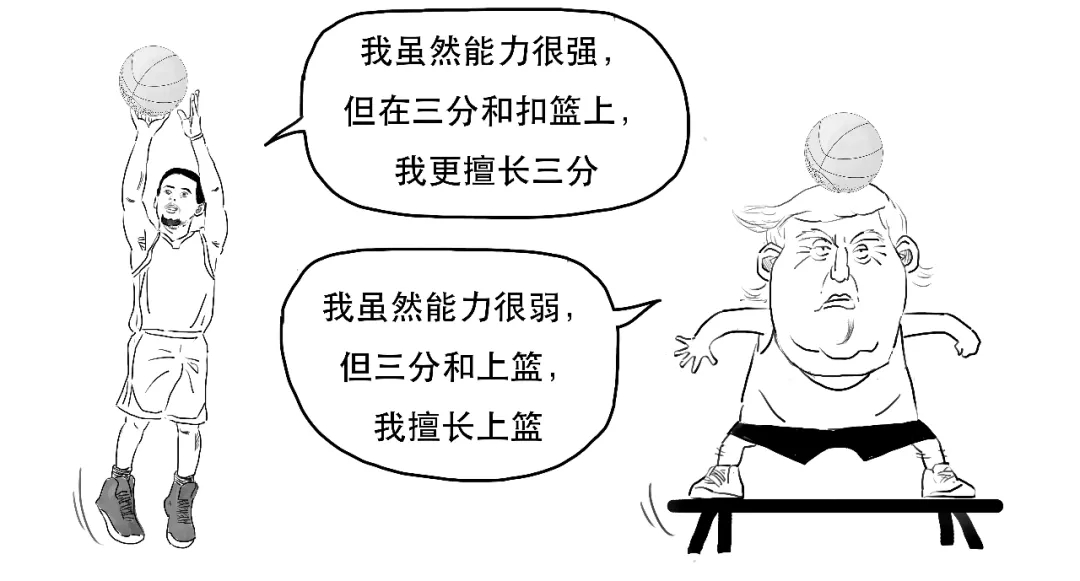 我虽然能力很强，
但在三分和扣篮上，
我更擅长三分
我虽然能力很弱，
但三分和上篮，
我擅长上篮